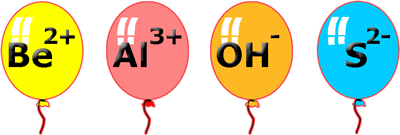 Be²⁺ Al³⁺ OH⁻ S²⁻